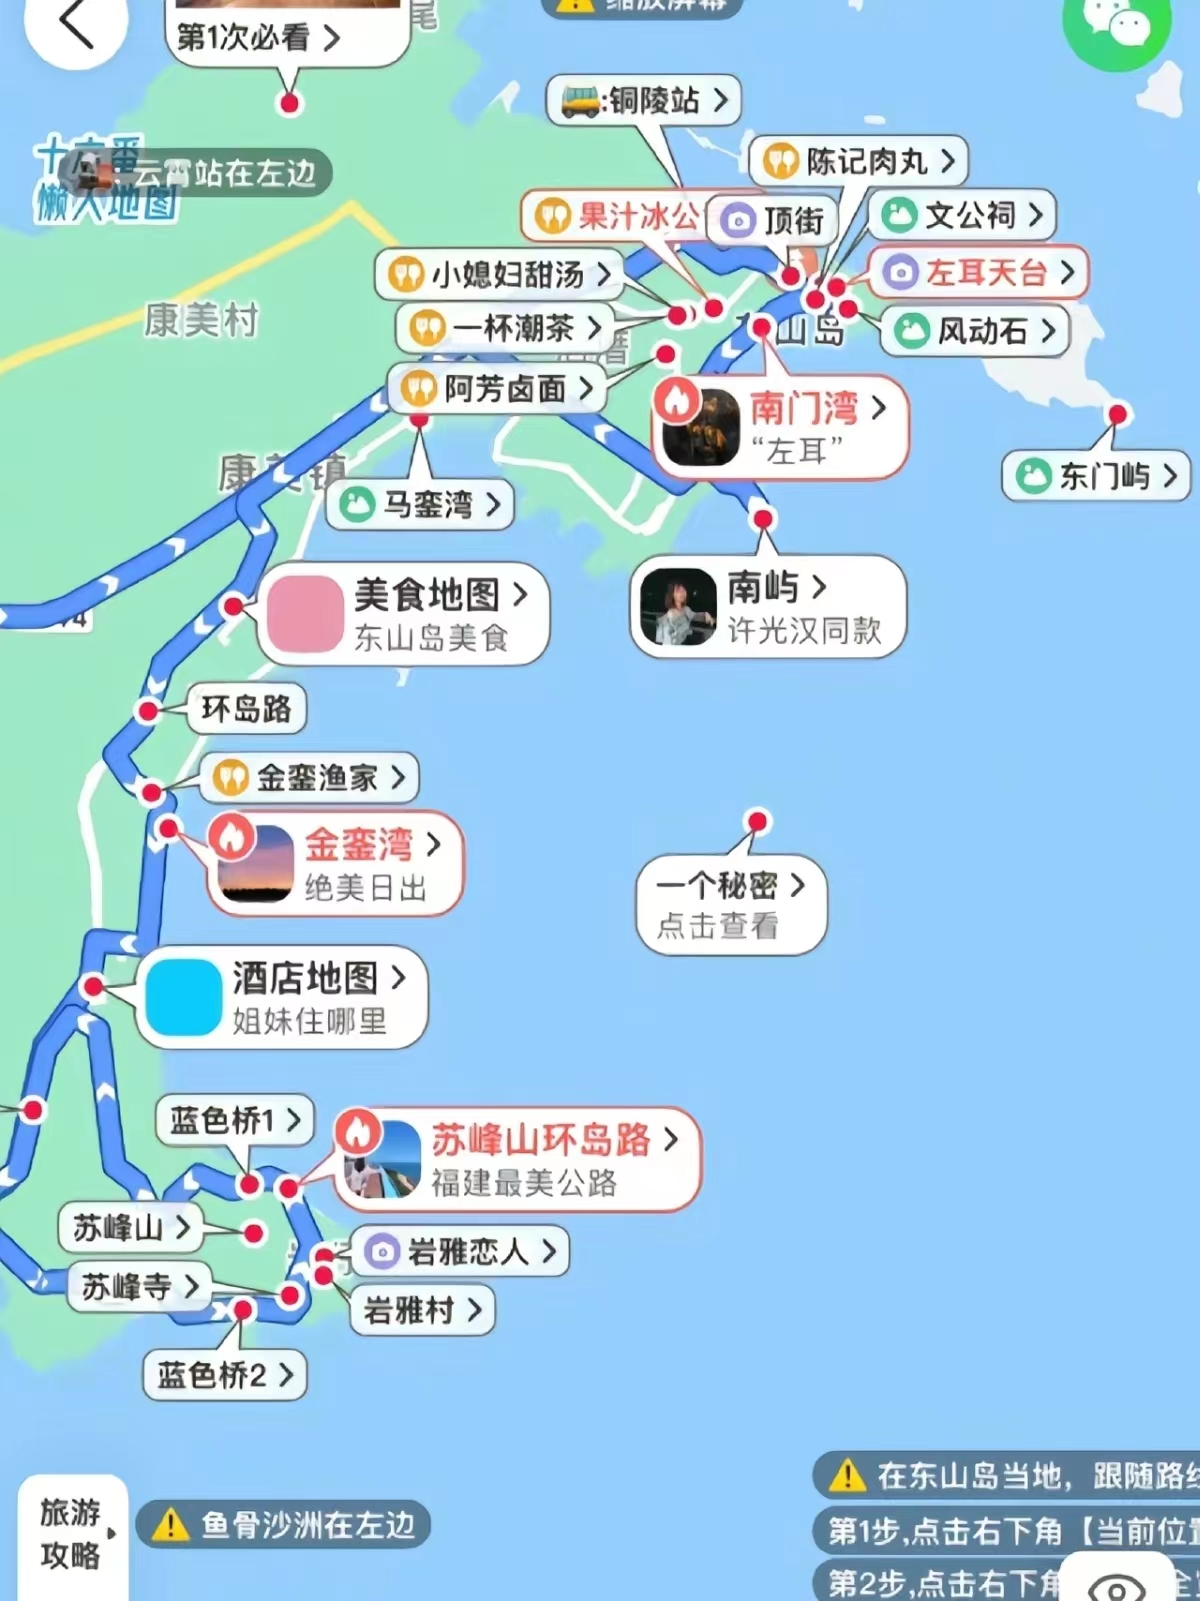 尾
缩放屏幕
第1次必看
:铜陵站
陈记肉丸
云霄站在左边
懒人地图
果汁冰公
顶街
文公祠
小媳妇甜汤
左耳天台
康美村
一杯潮茶
山岛
风动石
阿芳卤面
南门湾
“左耳”
康美镇
马銮湾
东门屿
美食地图
东山岛美食
南屿
许光汉同款
环岛路
金銮渔家
金銮湾
绝美日出
一个秘密
点击查看
酒店地图
姐妹住哪里
蓝色桥1
苏峰山环岛路
福建最美公路
苏峰山
岩雅恋人
苏峰寺
岩雅村
蓝色桥2
在东山岛当地，跟随路线
旅游
攻略
鱼骨沙洲在左边
第1步,点击右下角【当前位置
第2步,点击右下角